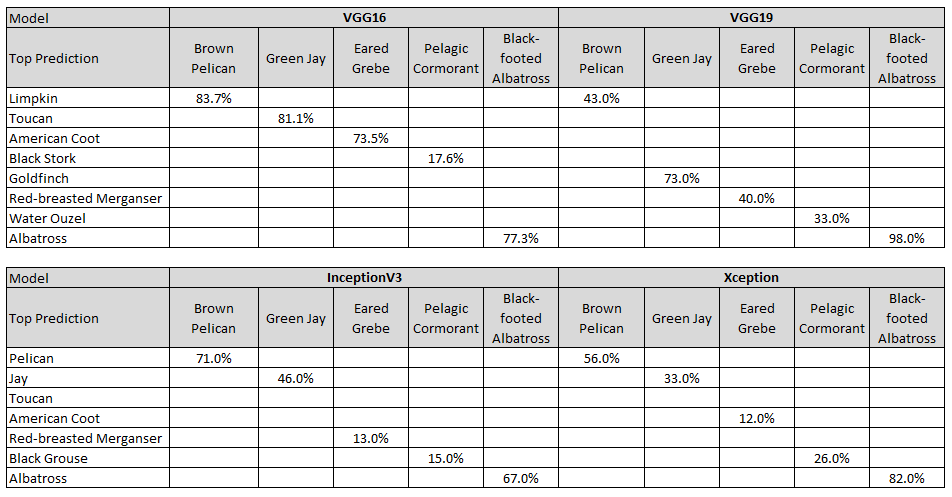 Model VGG16 VGG19
Top Prediction Brown Pelican Green Jay Eared Grebe Pelagic Cormorant Black-footed Albatross Brown Pelican Green Jay Eared Grebe Pelagic Cormorant Black-footed Albatross
Limpkin 83.7% 43.0%
Toucan 81.1%
American Coot 73.5%
Black Stork 17.6%
Goldfinch 73.0%
Red-breasted Merganser 40.0%
Water Ouzel 33.0%
Albatross 77.3% 98.0%
Model InceptionV3 Xception
Top Prediction Brown Pelican Green Jay Eared Grebe Pelagic Cormorant Black-footed Albatross Brown Pelican Green Jay Eared Grebe Pelagic Cormorant Black-footed Albatross
Pelican 71.0% 56.0%
Jay 46.0% 33.0%
Toucan
American Coot 12.0%
Red-breasted Merganser 13.0%
Black Grouse 15.0% 26.0%
Albatross 67.0% 82.0%